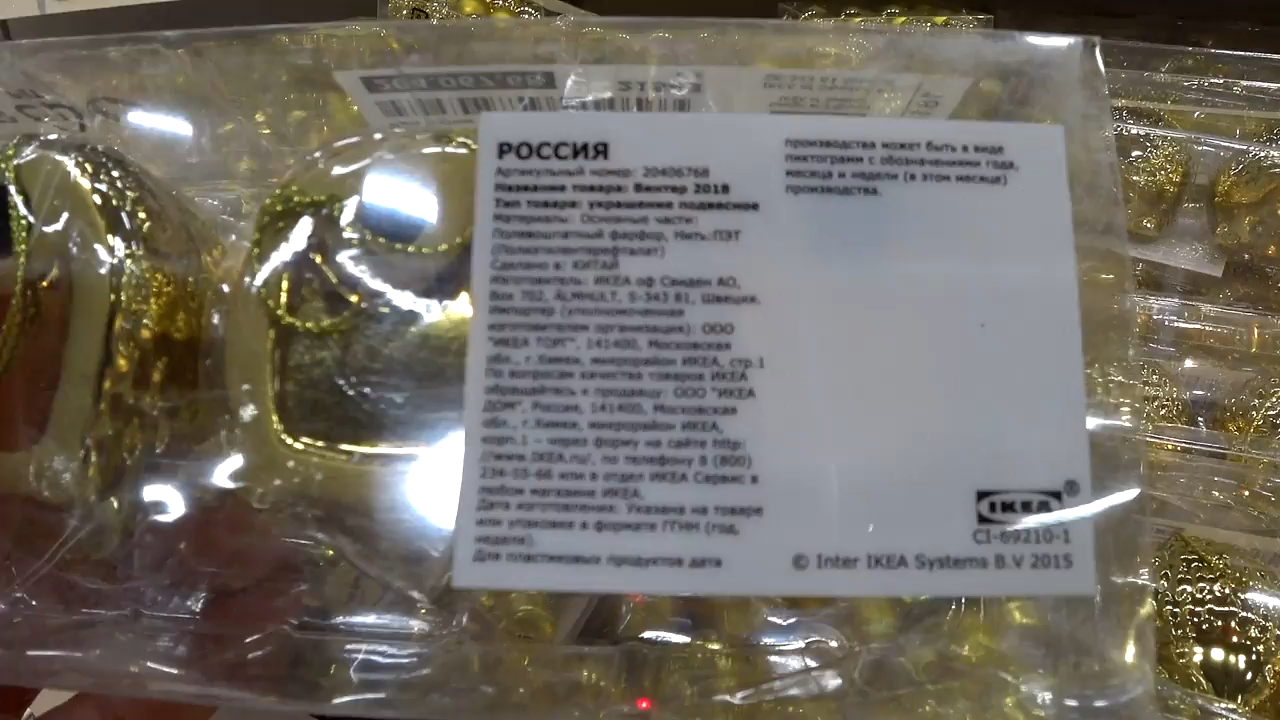 РОССИЯ
Артикульный номер: 20406768
Название товара: Винтер 2018
Тип товара: украшение подвесное
Материалы: Основные части:
Полевошпатный фарфор, Нить:ПЭТ
(Полиэтилентерефталат)
Сделано в: КИТАЙ
Изготовитель: ИКЕА оф Свиден АО,
Box 702, ÄLMHULT, S-343 81, Швеция.
Импортер (уполномоченная
изготовителем организация): ООО
"ИКЕА ТОРГ", 141400, Московская
обл., г.Химки, микрорайон ИКЕА, стр.1
По вопросам качества товаров ИКЕА
обращайтесь к продавцу: ООО "ИКЕА
ДОМ", Россия, 141400, Московская
обл., г.Химки, микрорайон ИКЕА,
корп.1 – через форму на сайте http:
//www.IKEA.ru/, по телефону 8 (800)
234-55-66 или в отдел ИКЕА Сервис в
любом магазине ИКЕА.
Дата изготовления: Указана на товаре
или упаковке в формате ГГНН (год,
неделя).
Для пластиковых продуктов дата
производства может быть в виде
пиктограмм с обозначениями года,
месяца и недели (в этом месяце)
производства.
IKEA®
CI-69210-1
© Inter IKEA Systems B.V 2015